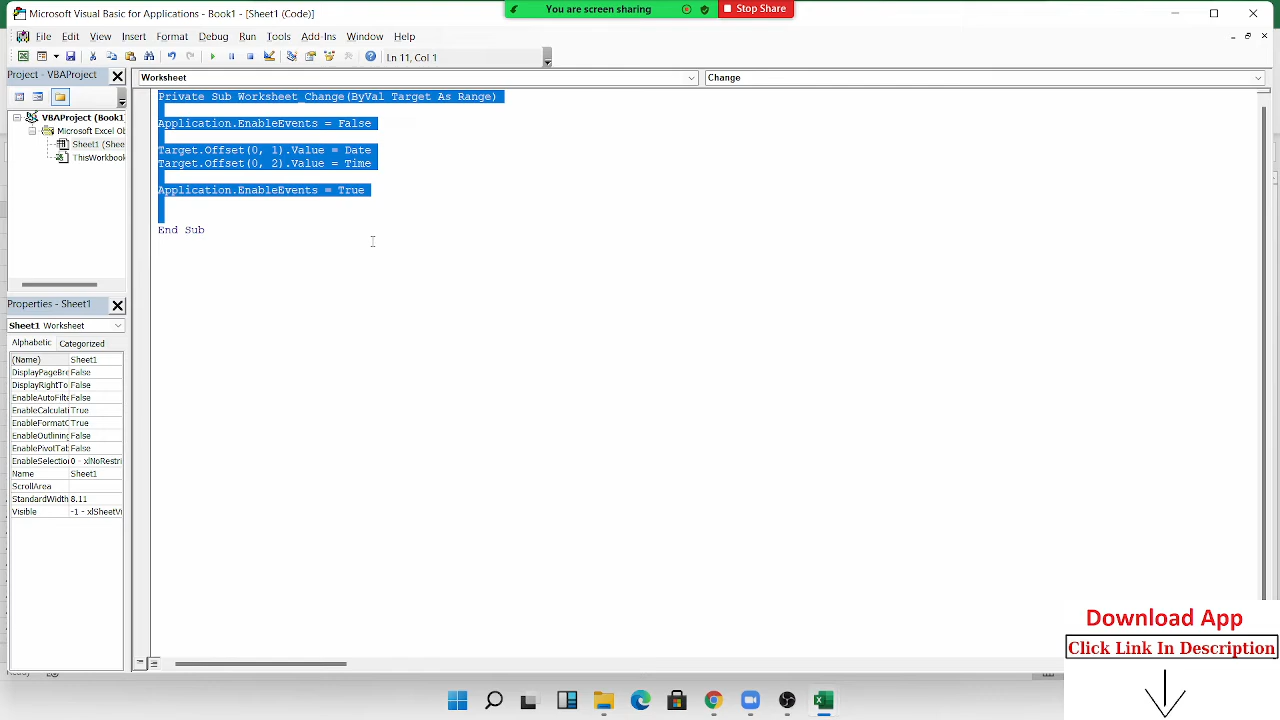 Microsoft Visual Basic for Applications - Book1 - [Sheet1 (Code)]
You are screen sharing
Stop Share
File Edit View Insert Format Debug Run Tools Add-Ins Window Help
Ln 11, Col 1
Project - VBAProject
Worksheet
Change
VBAProject (Book1
Microsoft Excel Ob
Sheet1 (Shee
ThisWorkbook
Private Sub Worksheet_Change(ByVal Target As Range)
Application.EnableEvents = False
Target.Offset(0, 1).Value = Date
Target.Offset(0, 2).Value = Time
Application.EnableEvents = True
End Sub
Properties - Sheet1
Sheet1 Worksheet
Alphabetic Categorized
(Name) Sheet1
DisplayPageBre False
DisplayRightTo False
EnableAutoFilte False
EnableCalculati True
EnableFormatC True
EnableOutlining False
EnablePivotTab False
EnableSelection 0 - xlNoRestri
Name Sheet1
ScrollArea
StandardWidth 8.11
Visible -1 - xlSheetVi
Download App
Click Link In Description